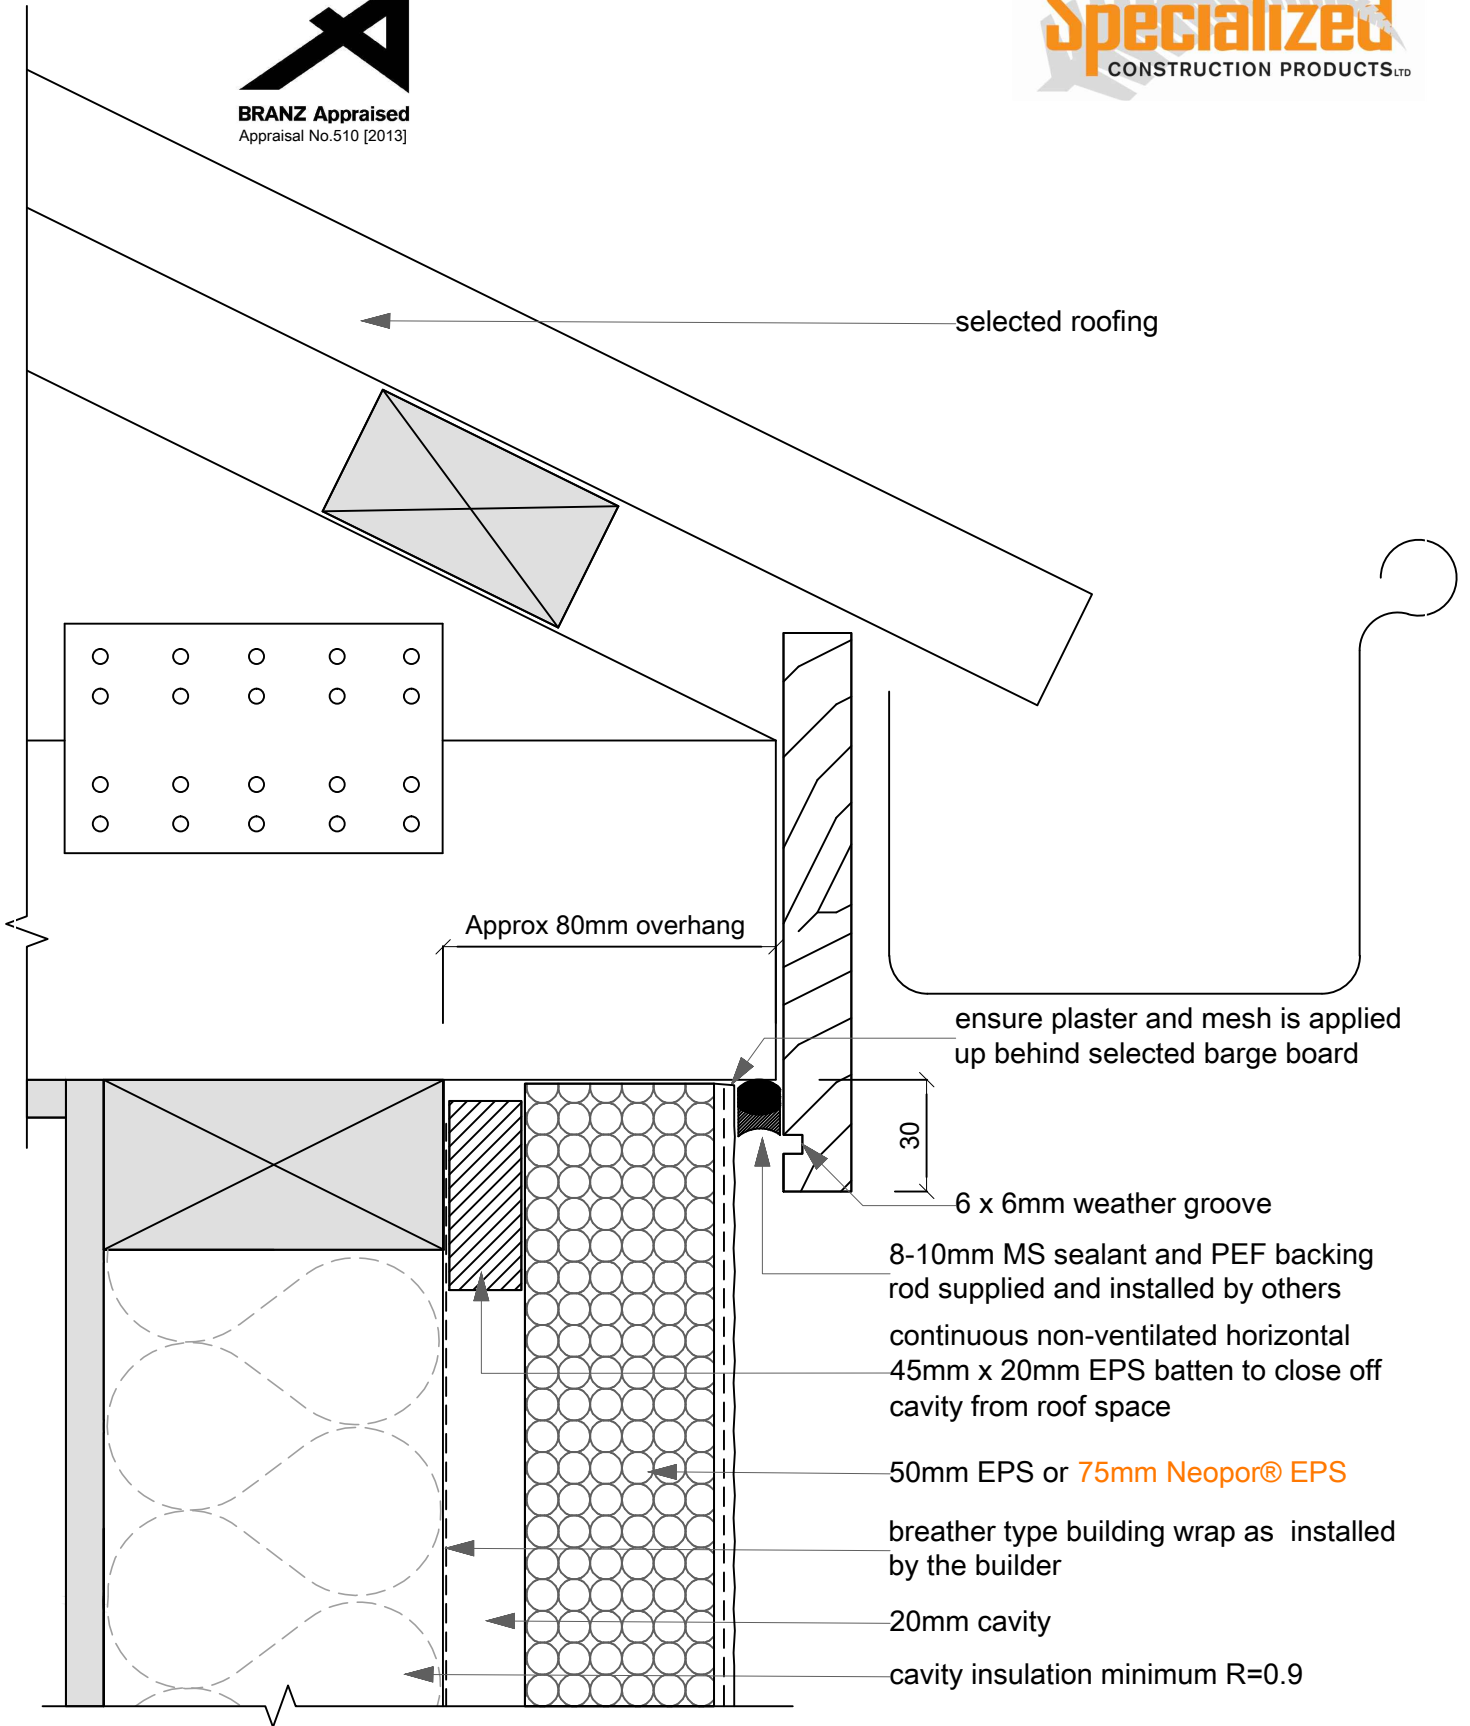 Specialized
CONSTRUCTION PRODUCTS LTD
BRANZ Appraised
Appraisal No.510 [2013]
selected roofing
Approx 80mm overhang
ensure plaster and mesh is applied
up behind selected barge board
30
6 x 6mm weather groove
8-10mm MS sealant and PEF backing
rod supplied and installed by others
continuous non-ventilated horizontal
45mm x 20mm EPS batten to close off
cavity from roof space
50mm EPS or 75mm Neopor® EPS
breather type building wrap as installed
by the builder
20mm cavity
cavity insulation minimum R=0.9